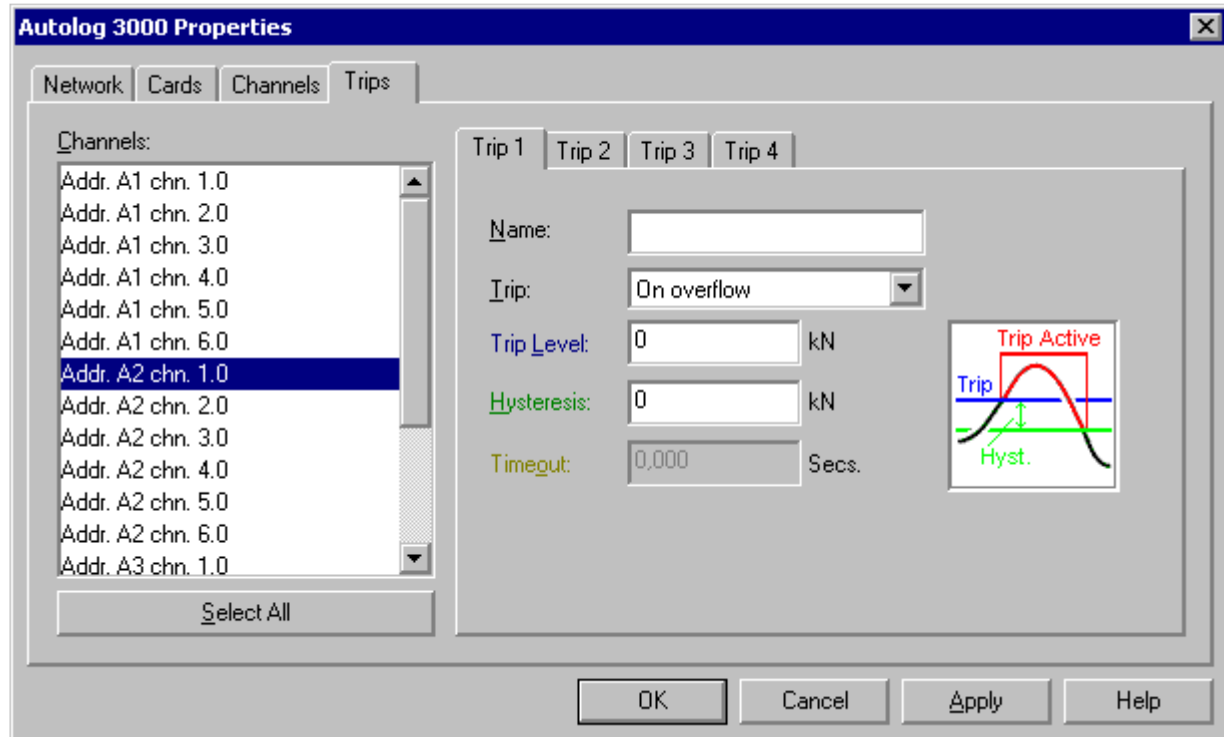 Autolog 3000 Properties
Network Cards Channels Trips
Channels:
Addr. A1 chn. 1.0
Addr. A1 chn. 2.0
Addr. A1 chn. 3.0
Addr. A1 chn. 4.0
Addr. A1 chn. 5.0
Addr. A1 chn. 6.0
Addr. A2 chn. 1.0
Addr. A2 chn. 2.0
Addr. A2 chn. 3.0
Addr. A2 chn. 4.0
Addr. A2 chn. 5.0
Addr. A2 chn. 6.0
Addr. A3 chn. 1.0
Select All
Trip 1 Trip 2 Trip 3 Trip 4
Name:
Trip: On overflow
Trip Level: 0 kN
Hysteresis: 0 kN
Timeout: 0,000 Secs.
Trip Active
Trip
Hyst.
OK Cancel Apply Help